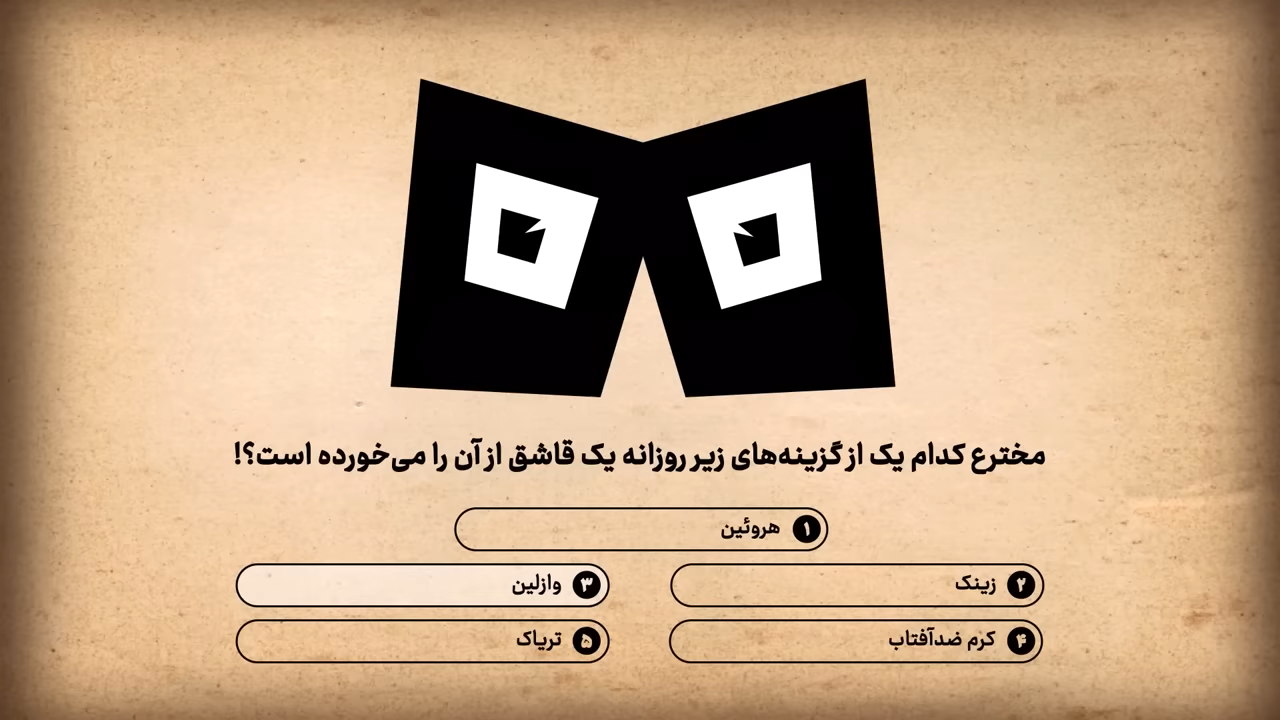 مخترع کدام یک از گزینه‌های زیر روزانه یک قاشق از آن را می‌خورده است؟!
۱ هروئین
۲ زینک
۳ وازلین
۴ کرم ضدآفتاب
۵ تریاک